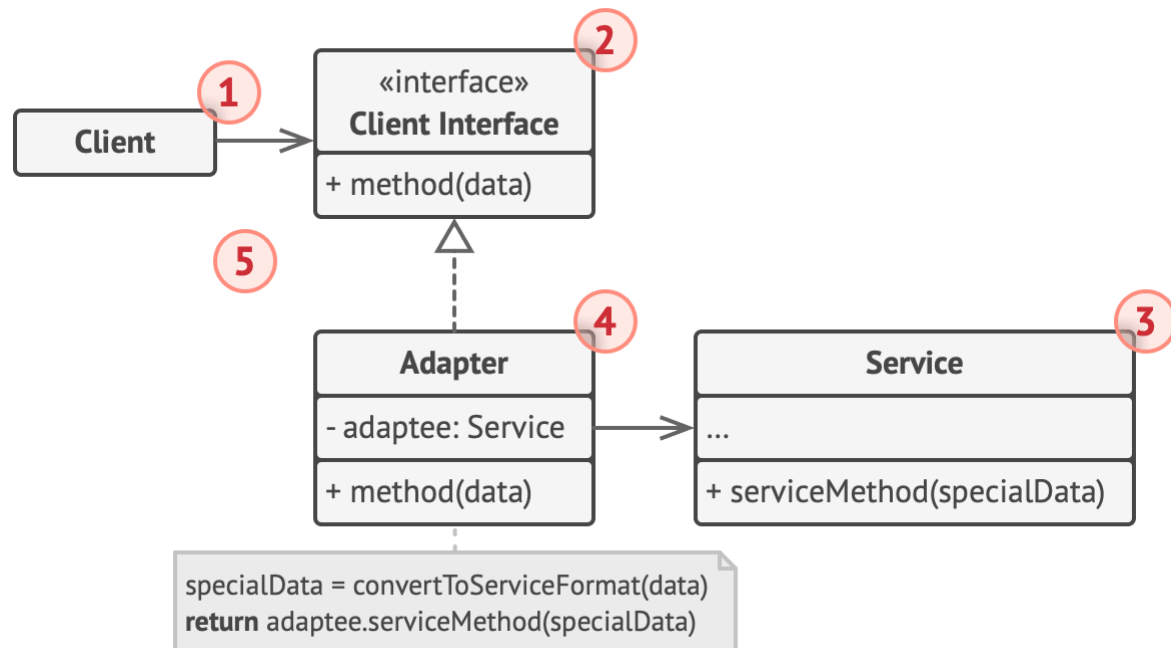 1
Client
2
«interface»
Client Interface
+ method(data)
5
4
Adapter
- adaptee: Service
+ method(data)
3
Service
...
+ serviceMethod(specialData)
specialData = convertToServiceFormat(data)
return adaptee.serviceMethod(specialData)